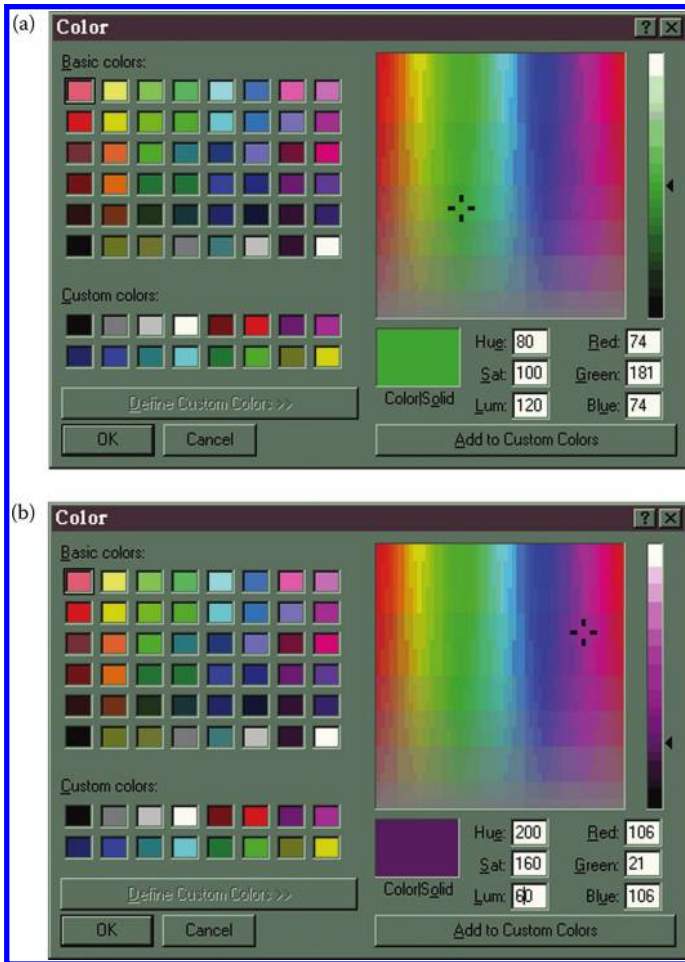 (a)
Color
? ×
Basic colors:
Custom colors:
Define Custom Colors >>
OK Cancel
Color|Solid
Hue: 80 Red: 74
Sat: 100 Green: 181
Lum: 120 Blue: 74
Add to Custom Colors
(b)
Color
? ×
Basic colors:
Custom colors:
Define Custom Colors >>
OK Cancel
Color|Solid
Hue: 200 Red: 106
Sat: 160 Green: 21
Lum: 60 Blue: 106
Add to Custom Colors